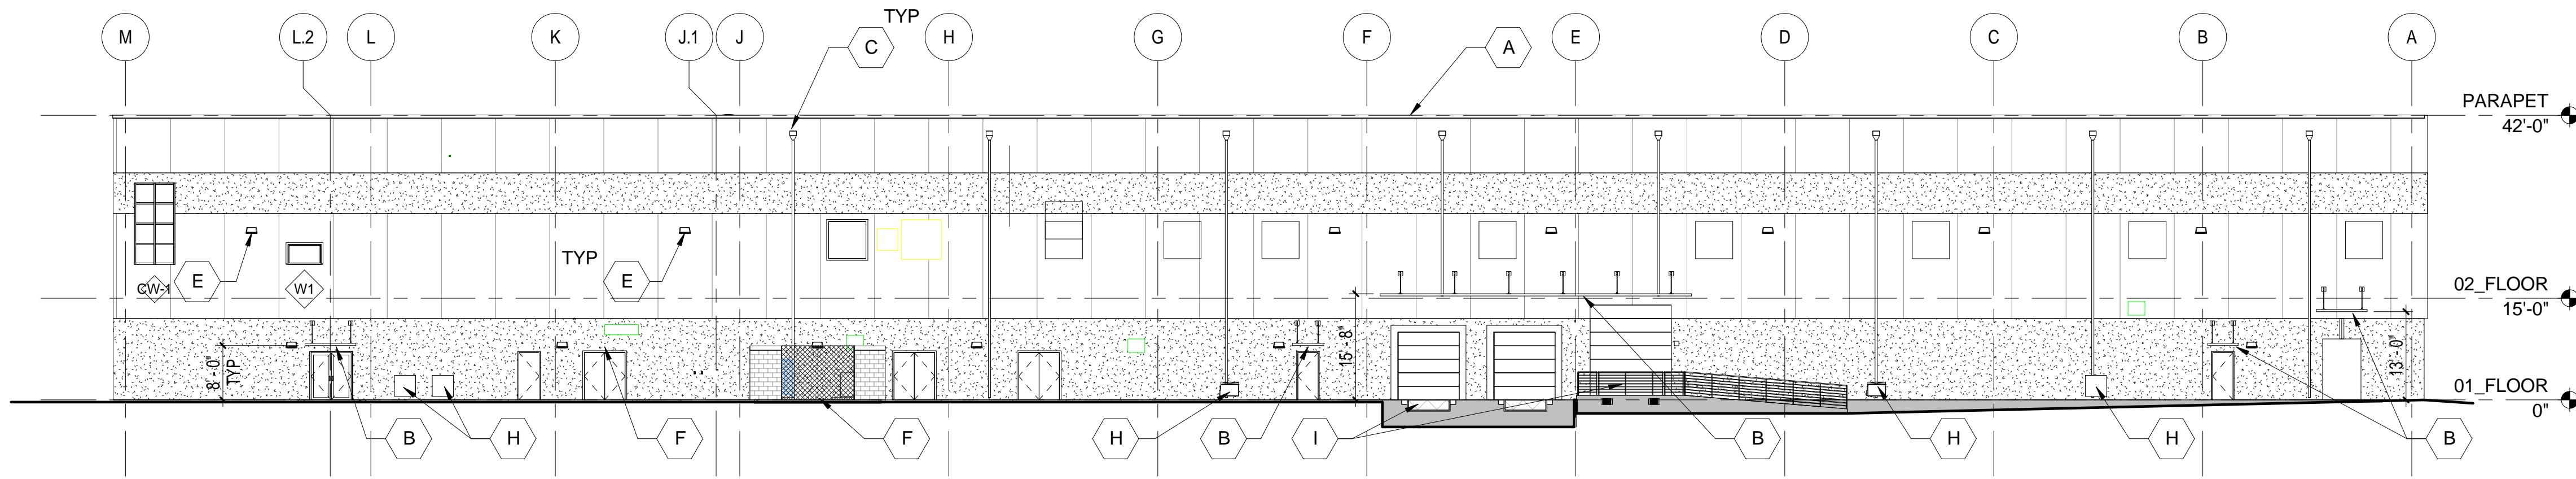 TYP
M
L.2
L
K
J.1
J
C
H
G
F
A
E
D
C
B
A
PARAPET
42'-0"
E
TYP
E
CW-1
W1
02_FLOOR
15'-0"
8'-0"
TYP
15'-8"
13'-0"
01_FLOOR
0"
B
H
F
F
H
B
I
B
H
H
B